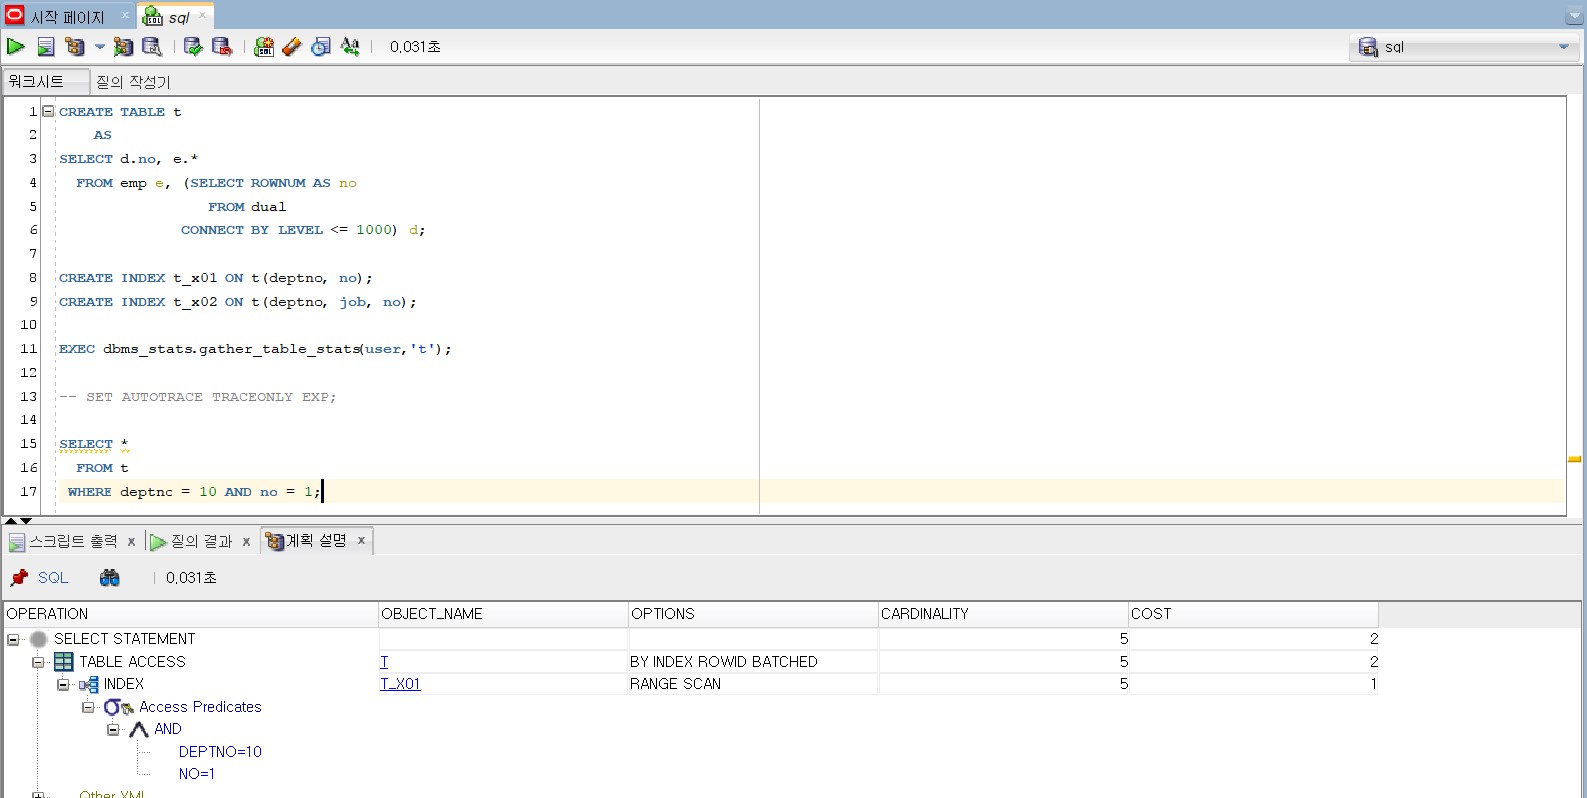 시작 페이지 × sql ×
0,031초 sql
워크시트 질의 작성기
1 CREATE TABLE t
2 AS
3 SELECT d.no, e.*
4 FROM emp e, (SELECT ROWNUM AS no
5 FROM dual
6 CONNECT BY LEVEL <= 1000) d;
7
8 CREATE INDEX t_x01 ON t(deptno, no);
9 CREATE INDEX t_x02 ON t(deptno, job, no);
10
11 EXEC dbms_stats.gather_table_stats(user,'t');
12
13 -- SET AUTOTRACE TRACEONLY EXP;
14
15 SELECT *
16 FROM t
17 WHERE deptno = 10 AND no = 1;
스크립트 출력 × 질의 결과 × 계획 설명 ×
SQL 0,031초
OPERATION OBJECT_NAME OPTIONS CARDINALITY COST
SELECT STATEMENT 5 2
TABLE ACCESS T BY INDEX ROWID BATCHED 5 2
INDEX T_X01 RANGE SCAN 5 1
Access Predicates
AND
DEPTNO=10
NO=1
Other XML